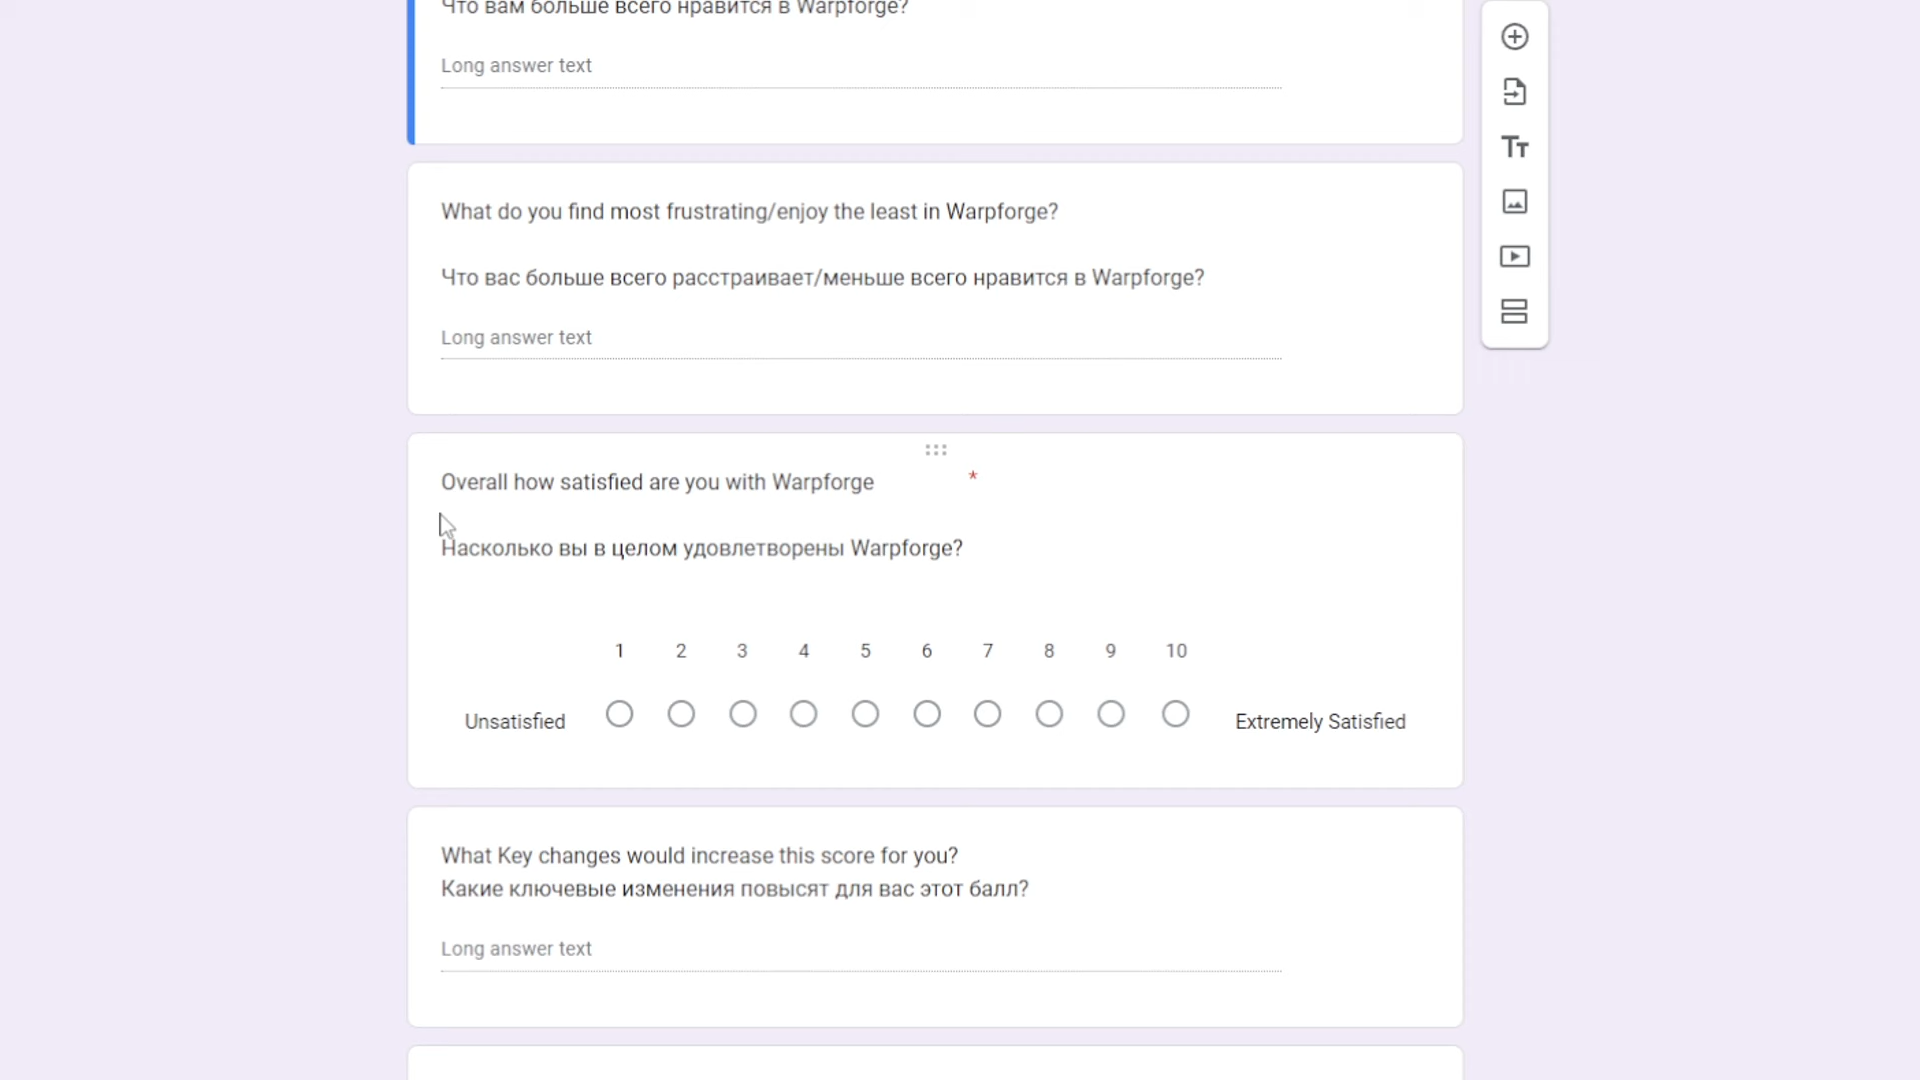 Что вам больше всего нравится в Warpforge?
Long answer text
What do you find most frustrating/enjoy the least in Warpforge?
Что вас больше всего расстраивает/меньше всего нравится в Warpforge?
Long answer text
Overall how satisfied are you with Warpforge *
Насколько вы в целом удовлетворены Warpforge?
1 2 3 4 5 6 7 8 9 10
Unsatisfied Extremely Satisfied
What Key changes would increase this score for you?
Какие ключевые изменения повысят для вас этот балл?
Long answer text